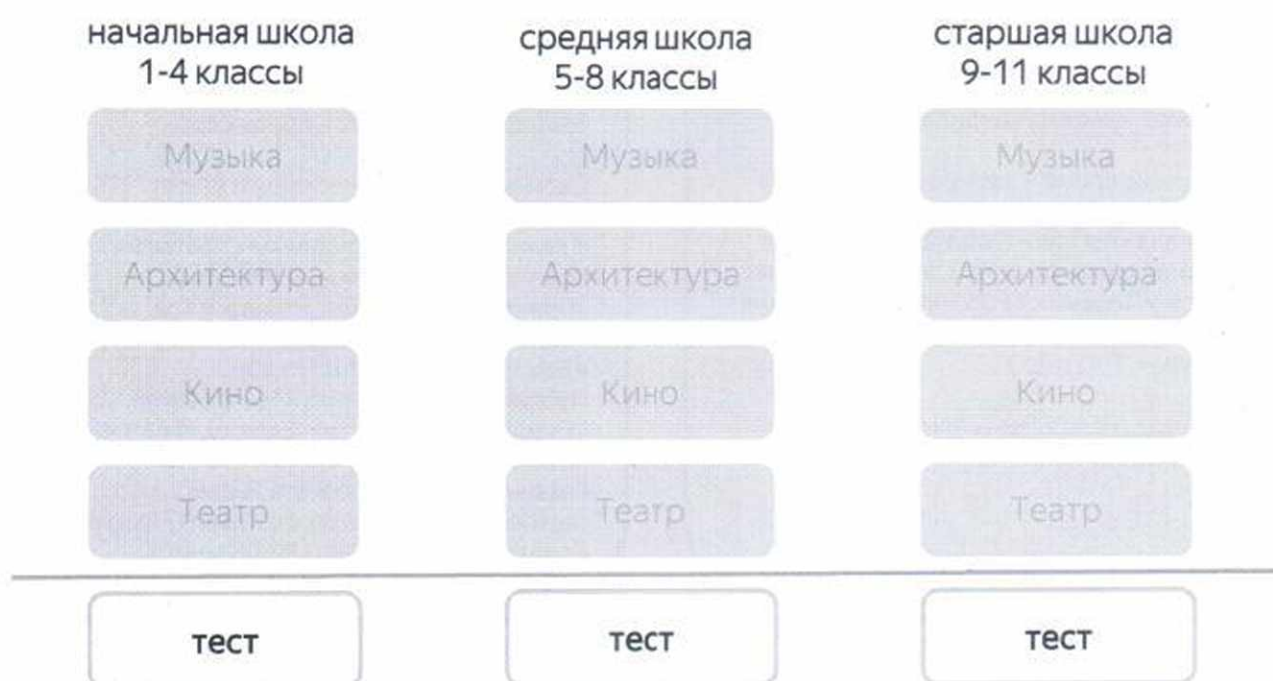 начальная школа
1-4 классы
средняя школа
5-8 классы
старшая школа
9-11 классы
Музыка
Музыка
Музыка
Архитектура
Архитектура
Архитектура
Кино
Кино
Кино
Театр
Театр
Театр
тест
тест
тест